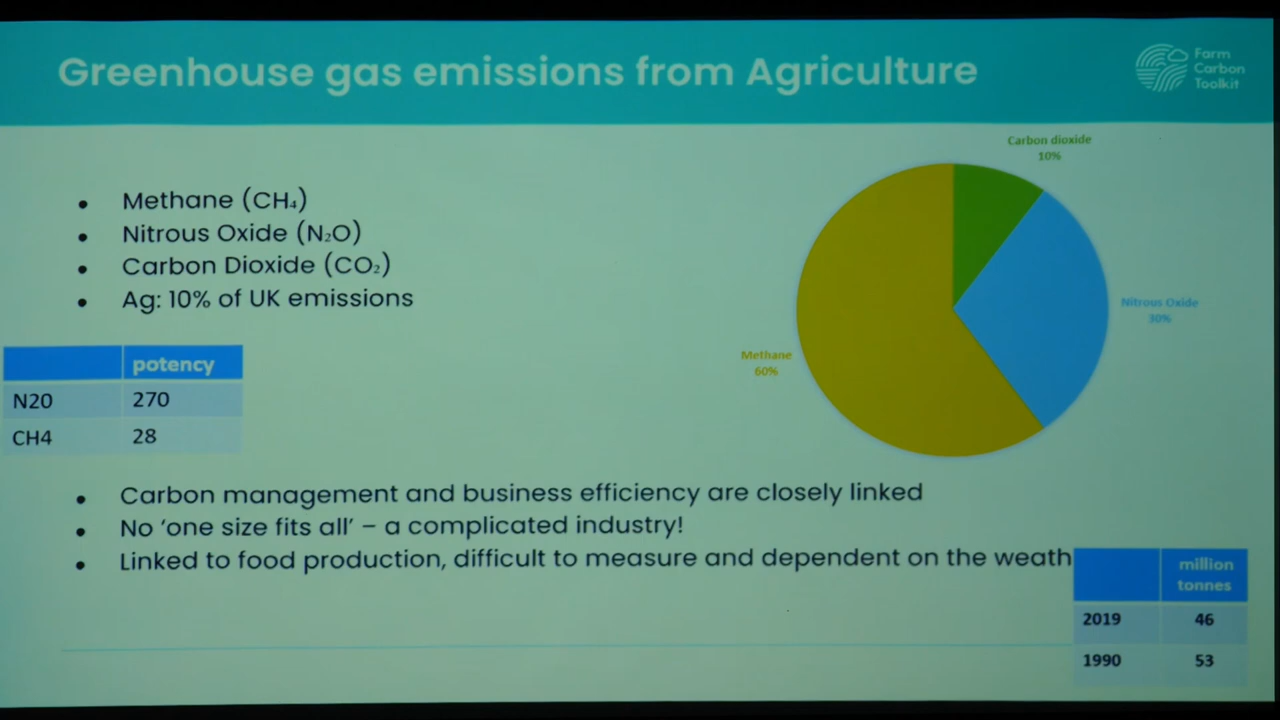 Greenhouse gas emissions from Agriculture
Farm
Carbon
Toolkit
Carbon dioxide
10%
• Methane (CH₄)
• Nitrous Oxide (N₂O)
• Carbon Dioxide (CO₂)
• Ag: 10% of UK emissions
Nitrous Oxide
30%
Methane
60%
potency
N20 270
CH4 28
• Carbon management and business efficiency are closely linked
• No ‘one size fits all’ – a complicated industry!
• Linked to food production, difficult to measure and dependent on the weath
million
tonnes
2019 46
1990 53